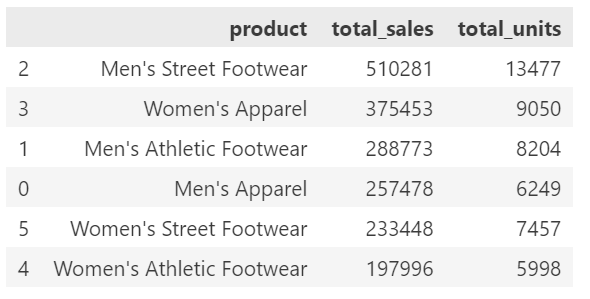 product total_sales total_units
2 Men's Street Footwear 510281 13477
3 Women's Apparel 375453 9050
1 Men's Athletic Footwear 288773 8204
0 Men's Apparel 257478 6249
5 Women's Street Footwear 233448 7457
4 Women's Athletic Footwear 197996 5998